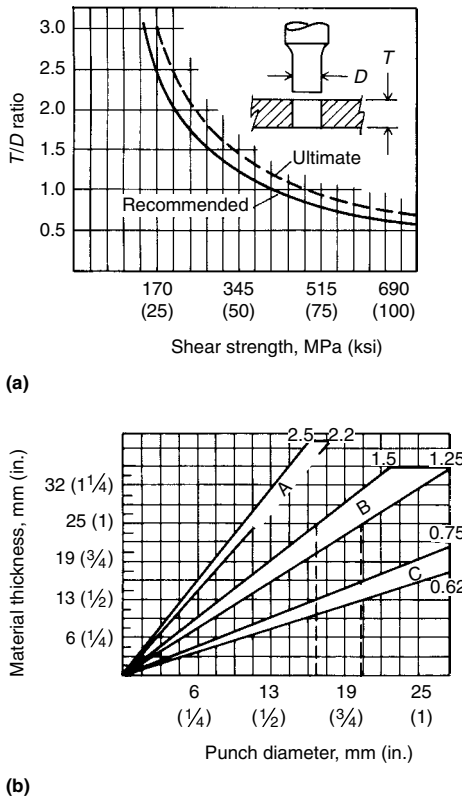 3.0
2.5
2.0
1.5
1.0
0.5
T/D ratio
D
T
Ultimate
Recommended
170 345 515 690
(25) (50) (75) (100)
Shear strength, MPa (ksi)
(a)
2.5 2.2
1.5 1.25
0.75
0.62
A
B
C
32 (1¼)
25 (1)
19 (¾)
13 (½)
6 (¼)
Material thickness, mm (in.)
6 13 19 25
(¼) (½) (¾) (1)
Punch diameter, mm (in.)
(b)